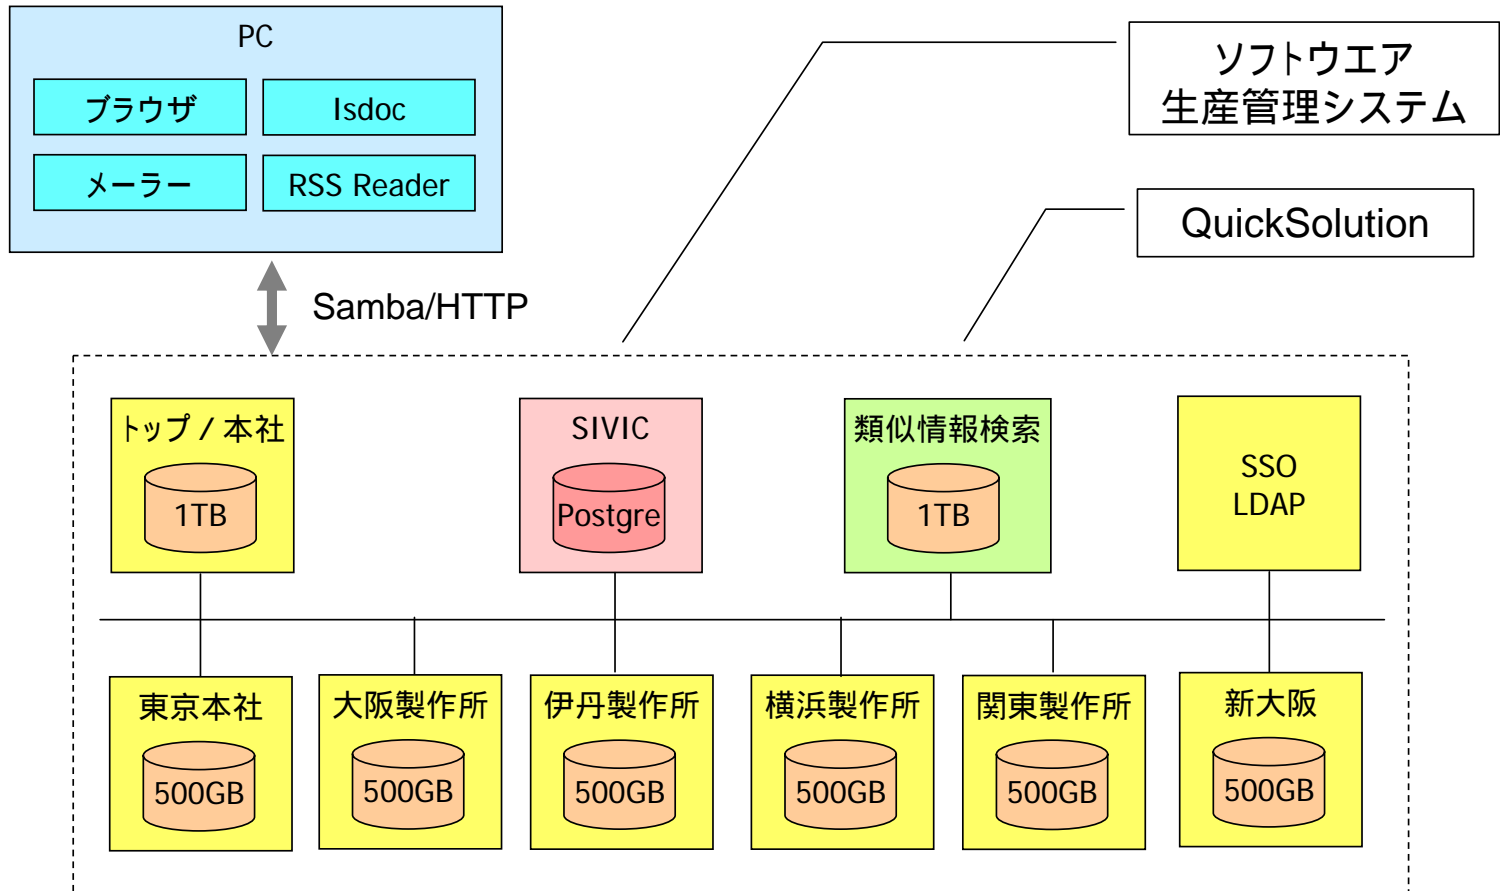 PC
ブラウザ
Isdoc
メーラー
RSS Reader
ソフトウエア
生産管理システム
QuickSolution
Samba/HTTP
トップ / 本社
1TB
SIVIC
Postgre
類似情報検索
1TB
SSO
LDAP
東京本社
500GB
大阪製作所
500GB
伊丹製作所
500GB
横浜製作所
500GB
関東製作所
500GB
新大阪
500GB